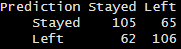 Prediction Stayed Left
Stayed 105 65
Left 62 106